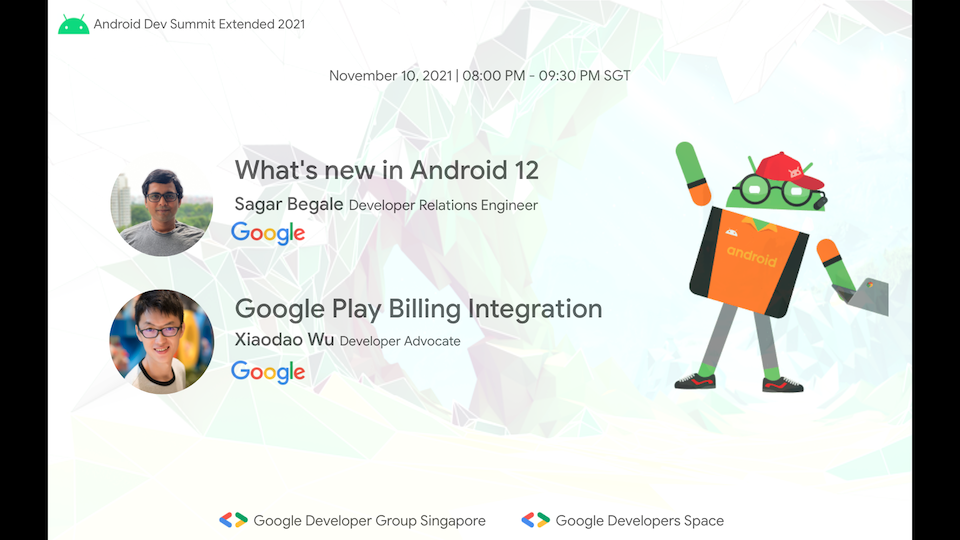 Android Dev Summit Extended 2021
November 10, 2021 | 08:00 PM - 09:30 PM SGT
What's new in Android 12
Sagar Begale Developer Relations Engineer
Google
android
Google Play Billing Integration
Xiaodao Wu Developer Advocate
Google
Google Developer Group Singapore
Google Developers Space